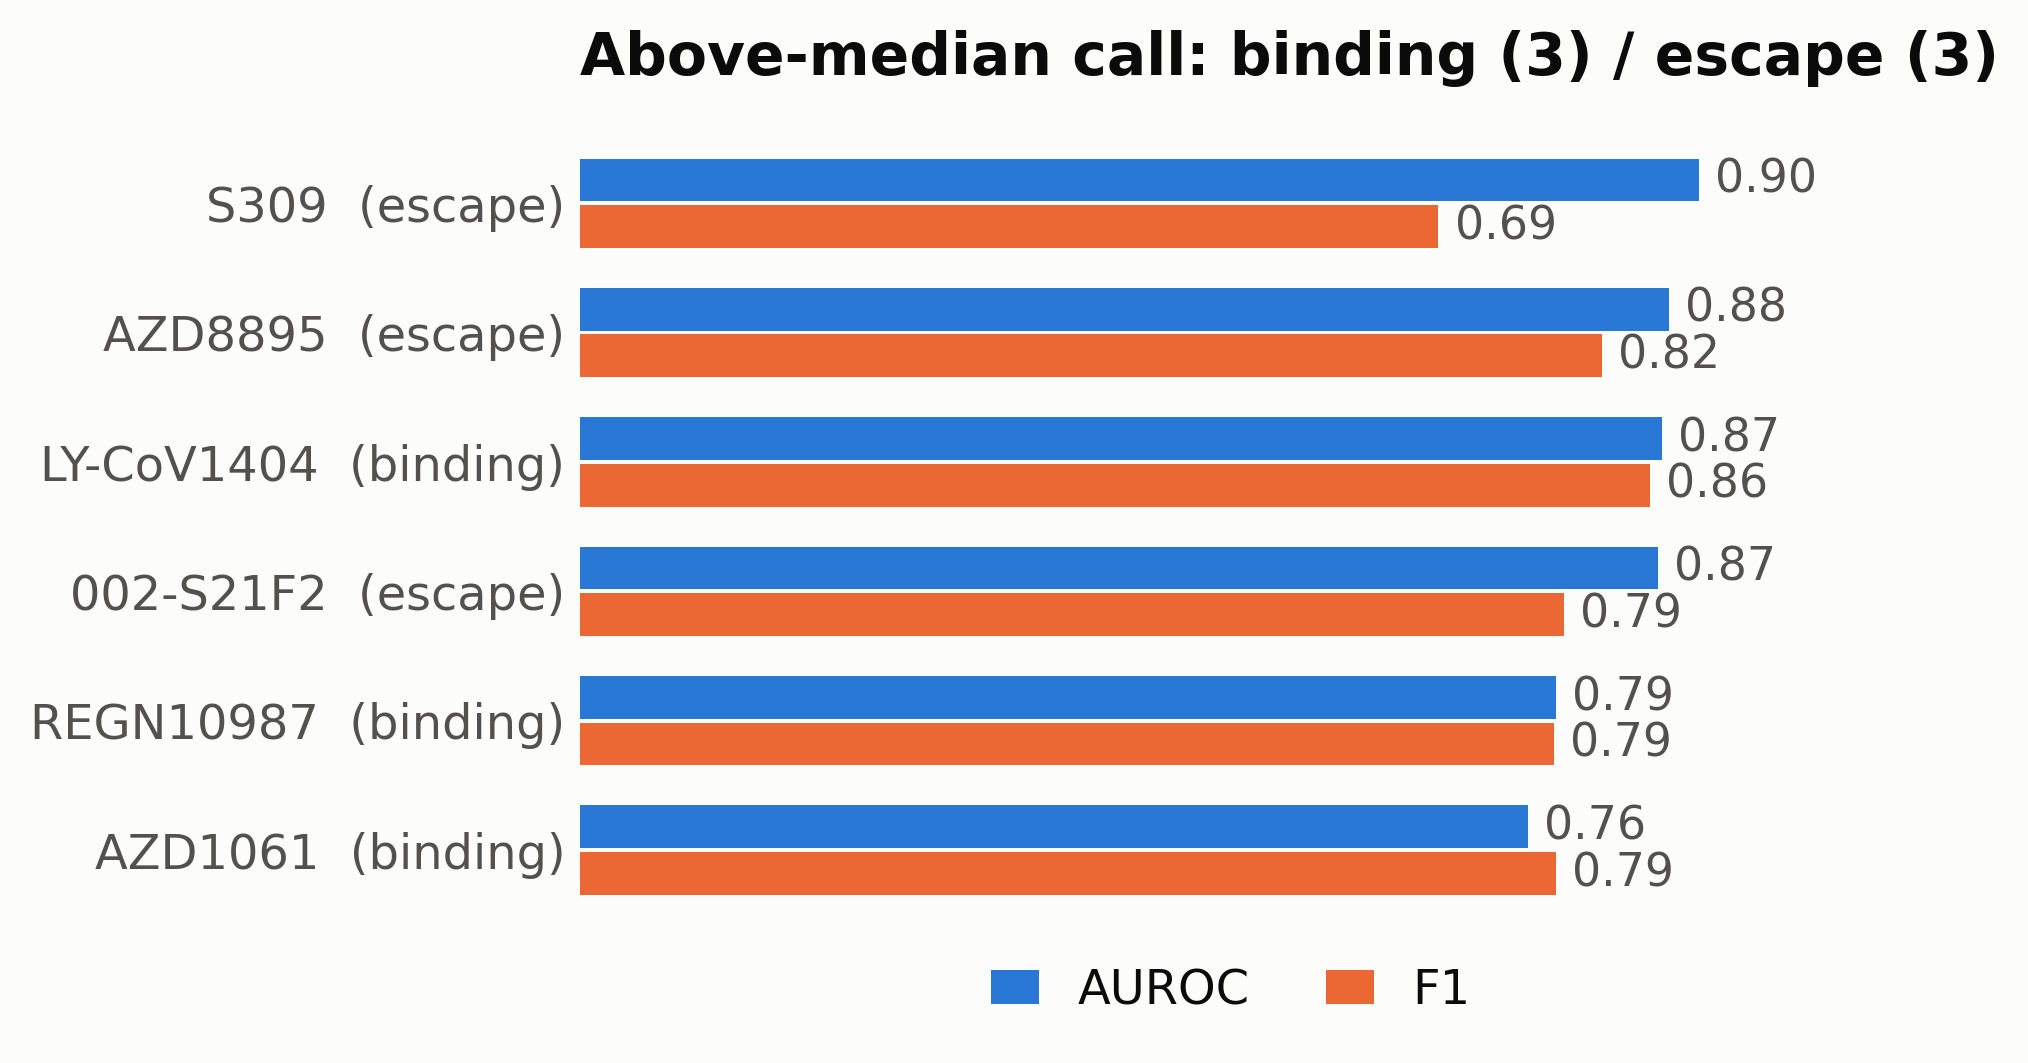 Above-median call: binding (3) / escape (3)
S309 (escape)
0.90
0.69
AZD8895 (escape)
0.88
0.82
LY-CoV1404 (binding)
0.87
0.86
002-S21F2 (escape)
0.87
0.79
REGN10987 (binding)
0.79
0.79
AZD1061 (binding)
0.76
0.79
AUROC F1